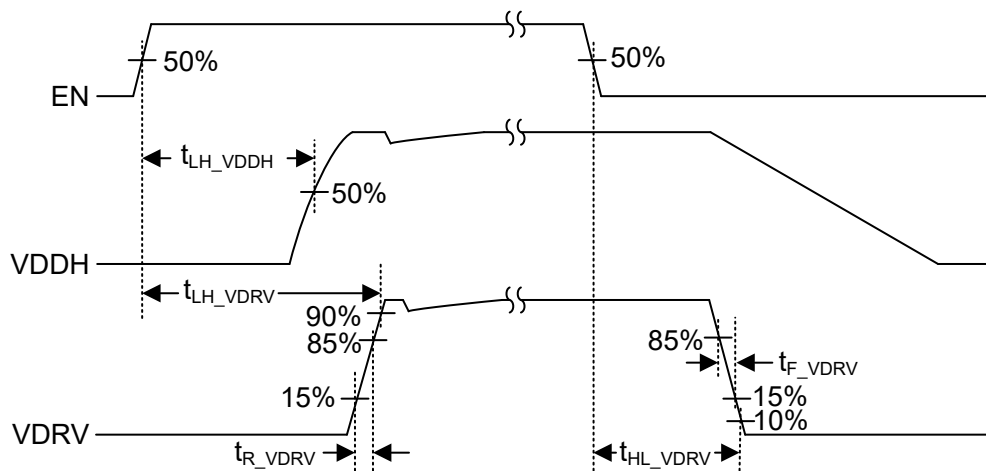 50%
50%
EN
tLH_VDDH
50%
VDDH
tLH_VDRV
90%
85%
85%
tF_VDRV
15%
15%
10%
VDRV
tR_VDRV
tHL_VDRV